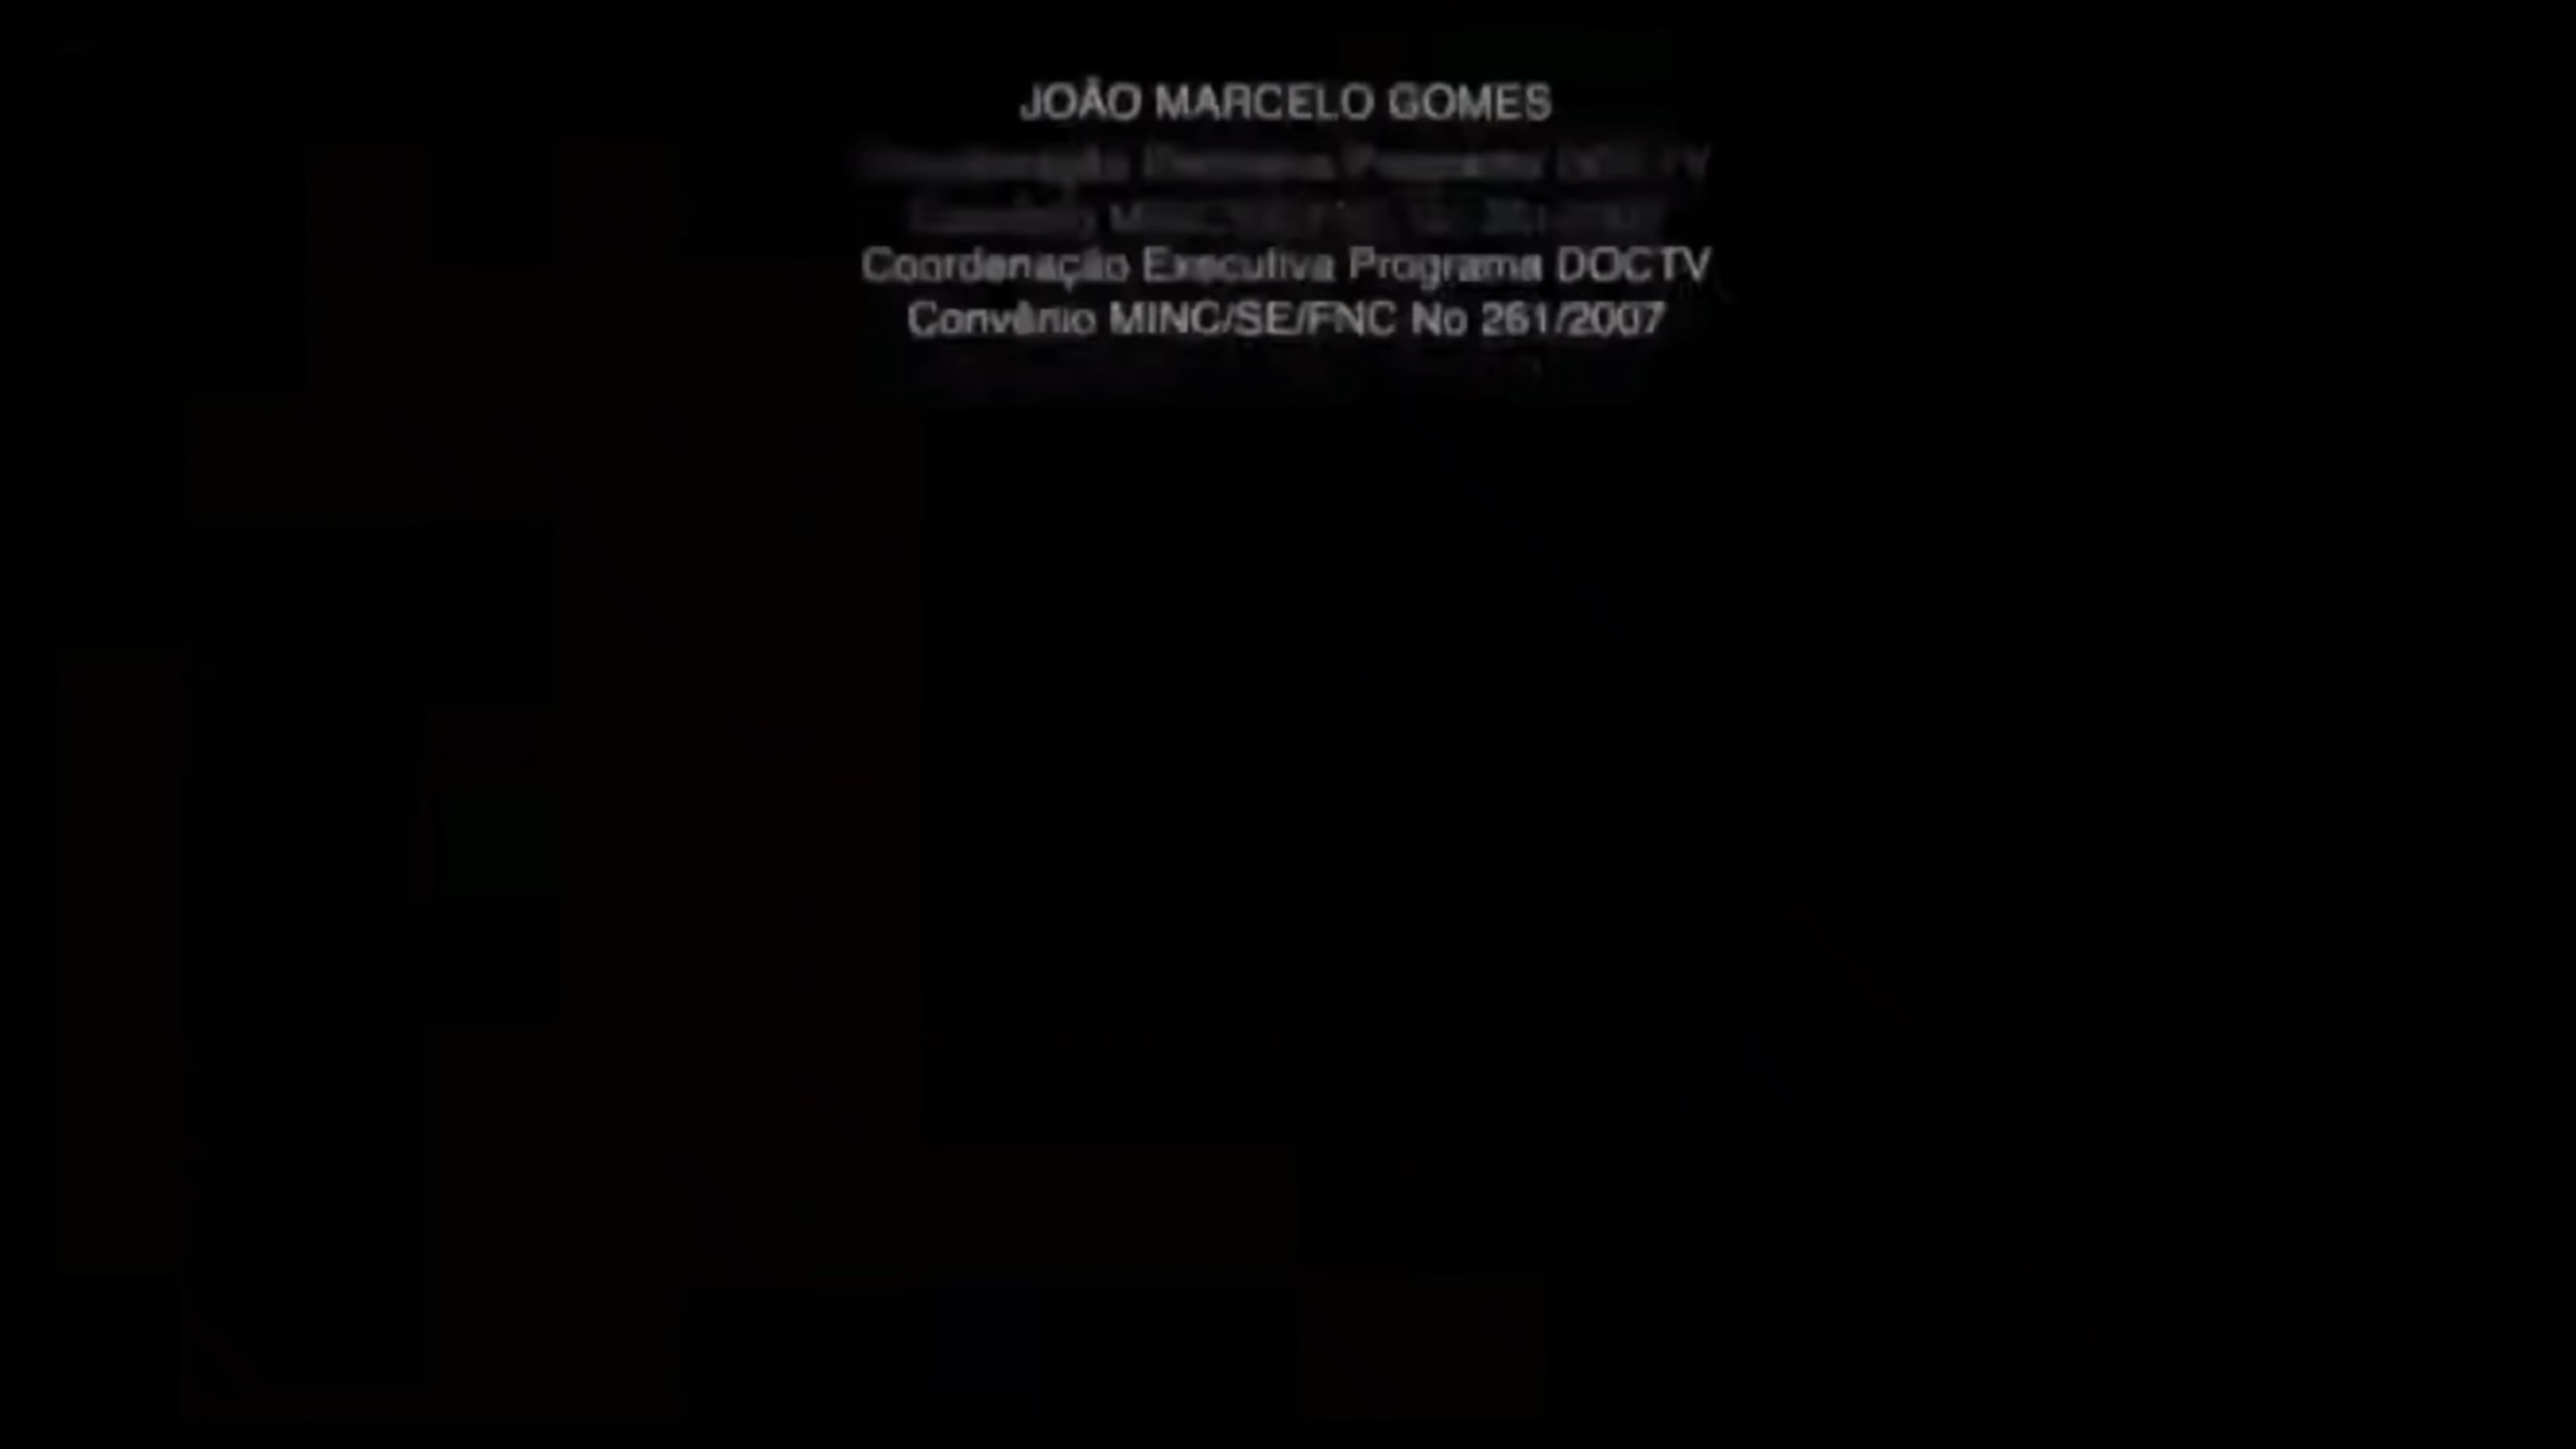 JOÃO MARCELO GOMES
Coordenação Executiva Programa DOCTV
Convênio MINC/SE/FNC No 261/2007